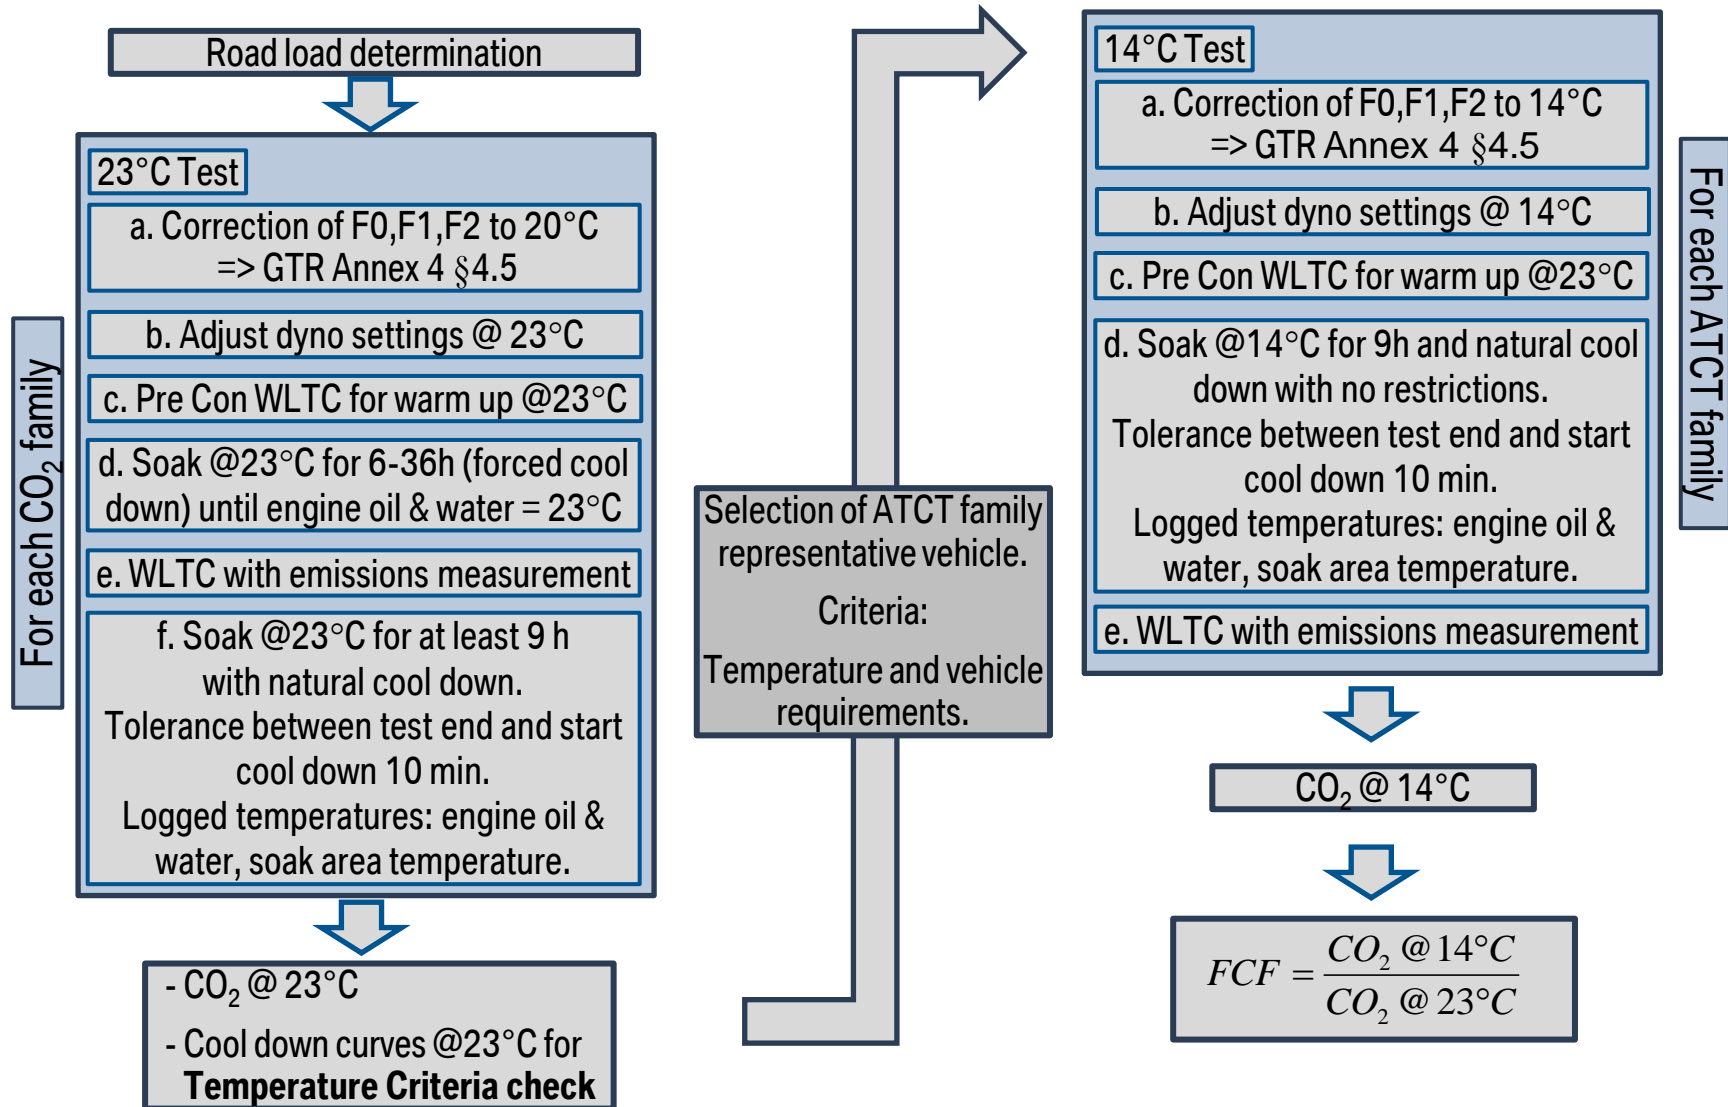 Road load determination
For each CO₂ family
23°C Test
a. Correction of F0,F1,F2 to 20°C
=> GTR Annex 4 §4.5
b. Adjust dyno settings @ 23°C
c. Pre Con WLTC for warm up @23°C
d. Soak @23°C for 6-36h (forced cool
down) until engine oil & water = 23°C
e. WLTC with emissions measurement
f. Soak @23°C for at least 9 h
with natural cool down.
Tolerance between test end and start
cool down 10 min.
Logged temperatures: engine oil &
water, soak area temperature.
- CO₂ @ 23°C
- Cool down curves @23°C for
Temperature Criteria check
Selection of ATCT family
representative vehicle.
Criteria:
Temperature and vehicle
requirements.
For each ATCT family
14°C Test
a. Correction of F0,F1,F2 to 14°C
=> GTR Annex 4 §4.5
b. Adjust dyno settings @ 14°C
c. Pre Con WLTC for warm up @23°C
d. Soak @14°C for 9h and natural cool
down with no restrictions.
Tolerance between test end and start
cool down 10 min.
Logged temperatures: engine oil &
water, soak area temperature.
e. WLTC with emissions measurement
CO₂ @ 14°C
FCF = CO₂ @ 14°C
CO₂ @ 23°C